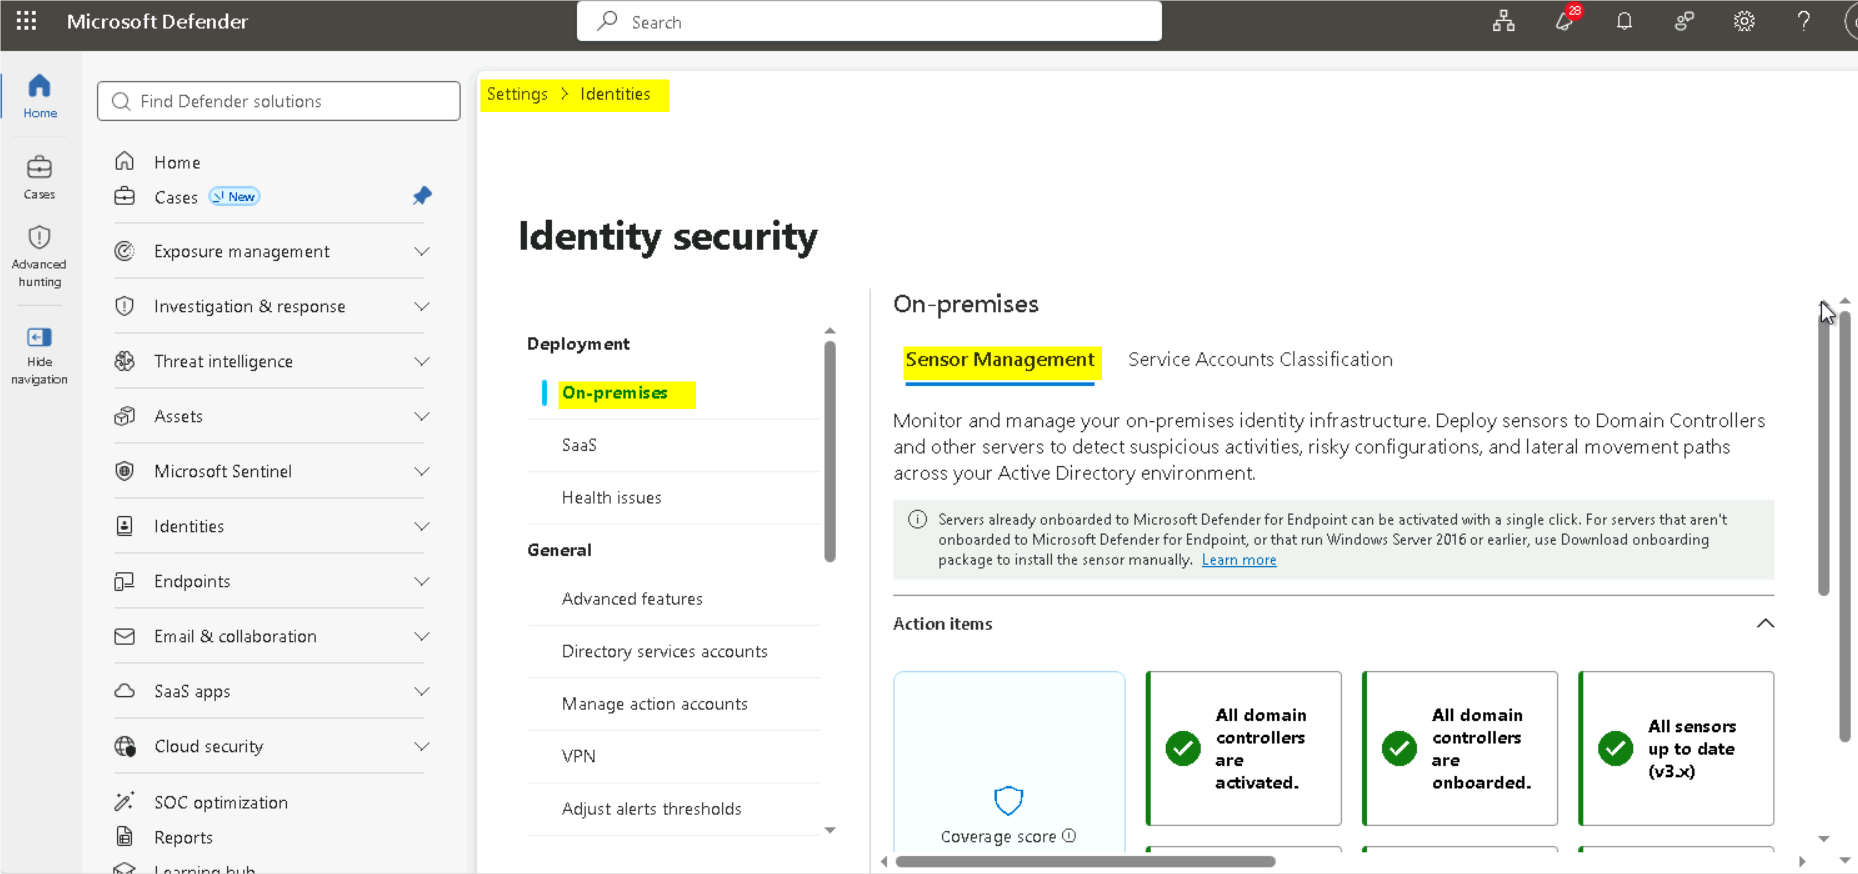 Microsoft Defender
Search
28
Home
Cases
Advanced
hunting
Hide
navigation
Find Defender solutions
Home
Cases New
Exposure management
Investigation & response
Threat intelligence
Assets
Microsoft Sentinel
Identities
Endpoints
Email & collaboration
SaaS apps
Cloud security
SOC optimization
Reports
Learning hub
Settings > Identities
Identity security
Deployment
On-premises
SaaS
Health issues
General
Advanced features
Directory services accounts
Manage action accounts
VPN
Adjust alerts thresholds
On-premises
Sensor Management Service Accounts Classification
Monitor and manage your on-premises identity infrastructure. Deploy sensors to Domain Controllers
and other servers to detect suspicious activities, risky configurations, and lateral movement paths
across your Active Directory environment.
Servers already onboarded to Microsoft Defender for Endpoint can be activated with a single click. For servers that aren't
onboarded to Microsoft Defender for Endpoint, or that run Windows Server 2016 or earlier, use Download onboarding
package to install the sensor manually. Learn more
Action items
Coverage score
All domain
controllers
are
activated.
All domain
controllers
are
onboarded.
All sensors
up to date
(v3.x)